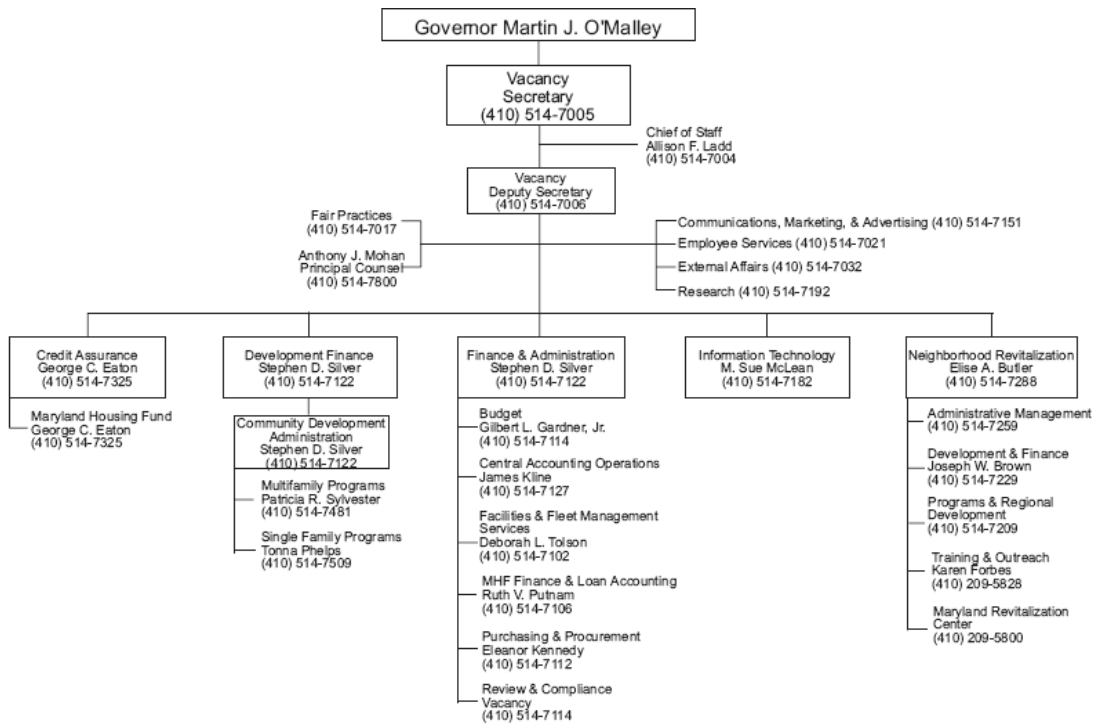 Governor Martin J. O'Malley
Vacancy
Secretary
(410) 514-7005
Chief of Staff
Allison F. Ladd
(410) 514-7004
Vacancy
Deputy Secretary
(410) 514-7006
Fair Practices
(410) 514-7017
Anthony J. Mohan
Principal Counsel
(410) 514-7800
Communications, Marketing, & Advertising (410) 514-7151
Employee Services (410) 514-7021
External Affairs (410) 514-7032
Research (410) 514-7192
Credit Assurance
George C. Eaton
(410) 514-7325
Maryland Housing Fund
George C. Eaton
(410) 514-7325
Development Finance
Stephen D. Silver
(410) 514-7122
Community Development
Administration
Stephen D. Silver
(410) 514-7122
Multifamily Programs
Patricia R. Sylvester
(410) 514-7481
Single Family Programs
Tonna Phelps
(410) 514-7509
Finance & Administration
Stephen D. Silver
(410) 514-7122
Budget
Gilbert L. Gardner, Jr.
(410) 514-7114
Central Accounting Operations
James Kline
(410) 514-7127
Facilities & Fleet Management
Services
Deborah L. Tolson
(410) 514-7102
MHF Finance & Loan Accounting
Ruth V. Putnam
(410) 514-7106
Purchasing & Procurement
Eleanor Kennedy
(410) 514-7112
Review & Compliance
Vacancy
(410) 514-7114
Information Technology
M. Sue McLean
(410) 514-7182
Neighborhood Revitalization
Elise A. Butler
(410) 514-7288
Administrative Management
(410) 514-7259
Development & Finance
Joseph W. Brown
(410) 514-7229
Programs & Regional
Development
(410) 514-7209
Training & Outreach
Karen Forbes
(410) 209-5828
Maryland Revitalization
Center
(410) 209-5800